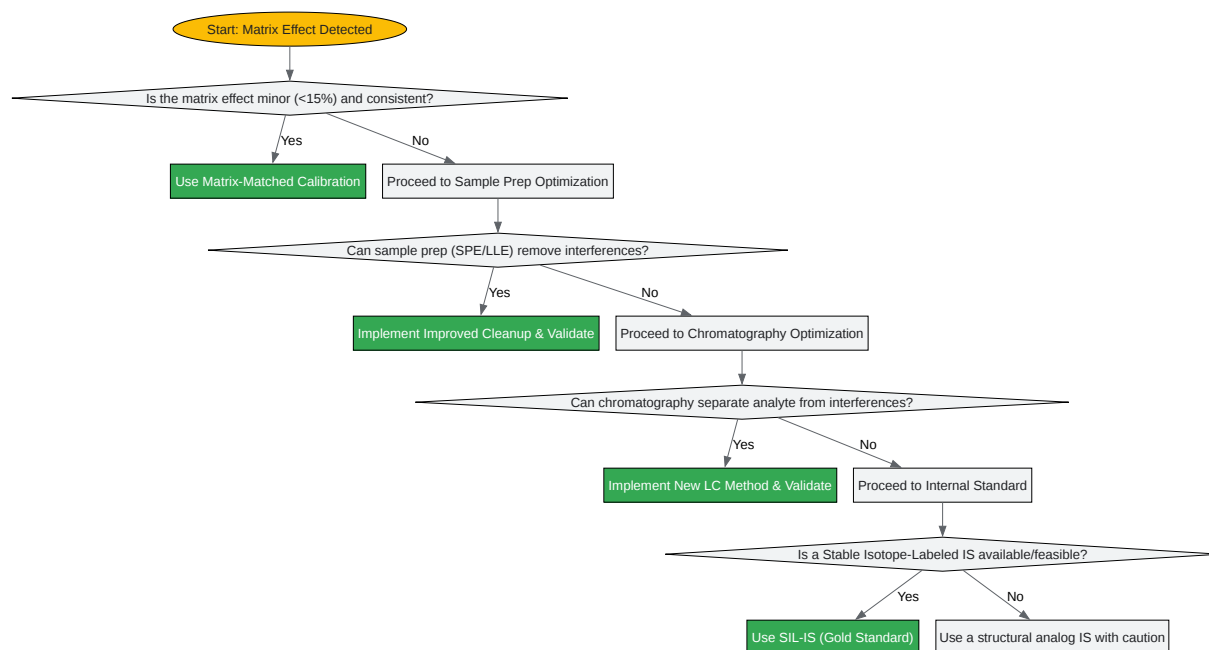 Start: Matrix Effect Detected
Is the matrix effect minor (<15%) and consistent?
Yes
No
Use Matrix-Matched Calibration
Proceed to Sample Prep Optimization
Can sample prep (SPE/LLE) remove interferences?
Yes
No
Implement Improved Cleanup & Validate
Proceed to Chromatography Optimization
Can chromatography separate analyte from interferences?
Yes
No
Implement New LC Method & Validate
Proceed to Internal Standard
Is a Stable Isotope-Labeled IS available/feasible?
Yes
No
Use SIL-IS (Gold Standard)
Use a structural analog IS with caution